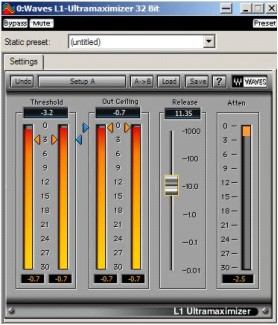 0:Waves L1-Ultramaximizer 32 Bit
Bypass Mute Preset
Static preset: (untitled)
Settings
Undo Setup A A->B Load Save ? W WAVES
Threshold Out Ceiling Release Atten
-3.2 -0.7 11.35
0 0 -1000 0
3 3 3
6 6 -100 6
9 9 9
12 12 -10.0 12
15 15 15
18 18 -1.0 18
21 21 21
24 24 -0.1 24
27 27 27
30 30 -0.01 30
-0.7 -0.7 -0.7 -0.7 -2.5
L1 Ultramaximizer